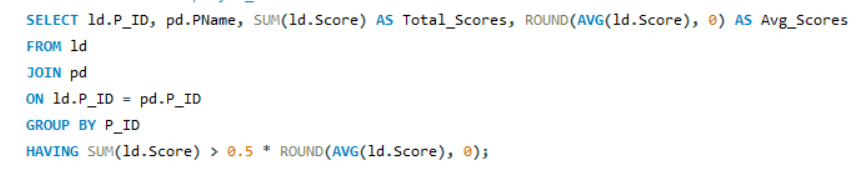 SELECT ld.P_ID, pd.PName, SUM(ld.Score) AS Total_Scores, ROUND(AVG(ld.Score), 0) AS Avg_Scores
FROM ld
JOIN pd
ON ld.P_ID = pd.P_ID
GROUP BY P_ID
HAVING SUM(ld.Score) > 0.5 * ROUND(AVG(ld.Score), 0);